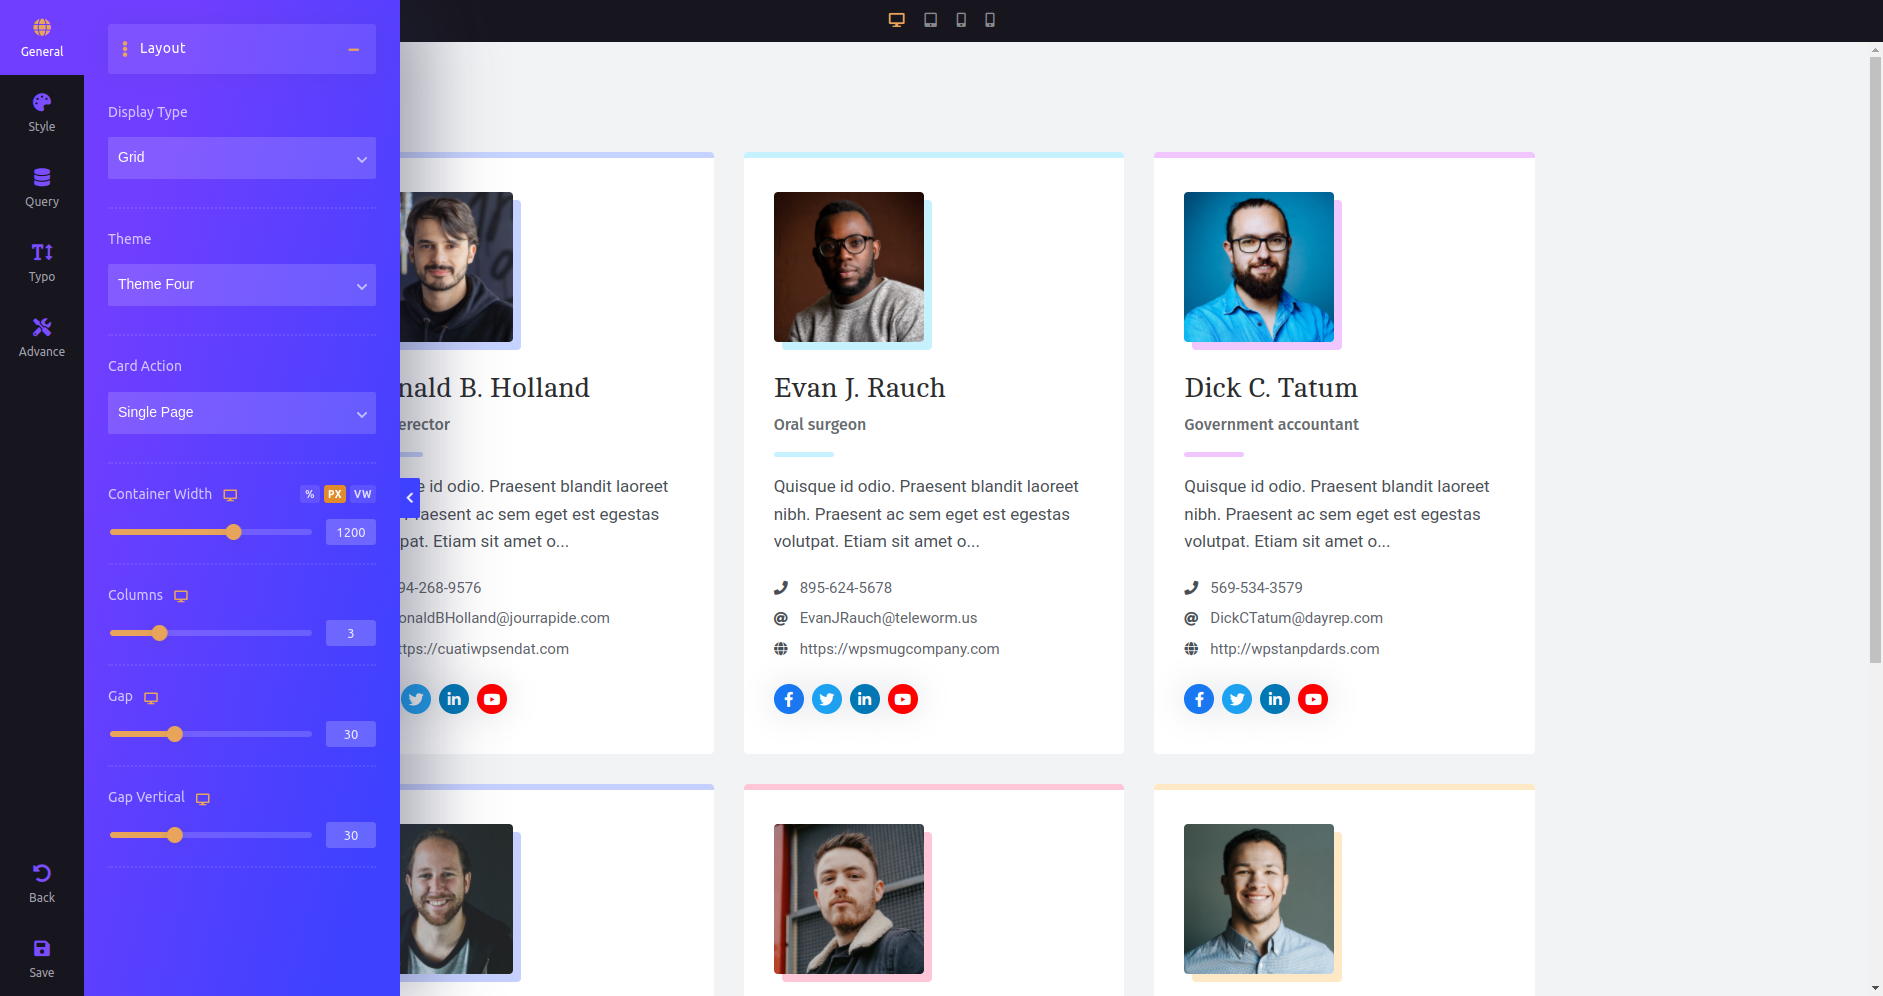 General
Style
Query
Typo
Advance
Back
Save
Layout
Display Type
Grid
Theme
Theme Four
Card Action
Single Page
Container Width % PX VW
1200
Columns
3
Gap
30
Gap Vertical
30
nald B. Holland
erector
e id odio. Praesent blandit laoreet
raesent ac sem eget est egestas
pat. Etiam sit amet o...
94-268-9576
onaldBHolland@jourrapide.com
ttps://cuatiwpsendat.com
Evan J. Rauch
Oral surgeon
Quisque id odio. Praesent blandit laoreet
nibh. Praesent ac sem eget est egestas
volutpat. Etiam sit amet o...
895-624-5678
EvanJRauch@teleworm.us
https://wpsmugcompany.com
Dick C. Tatum
Government accountant
Quisque id odio. Praesent blandit laoreet
nibh. Praesent ac sem eget est egestas
volutpat. Etiam sit amet o...
569-534-3579
DickCTatum@dayrep.com
http://wpstanpdards.com